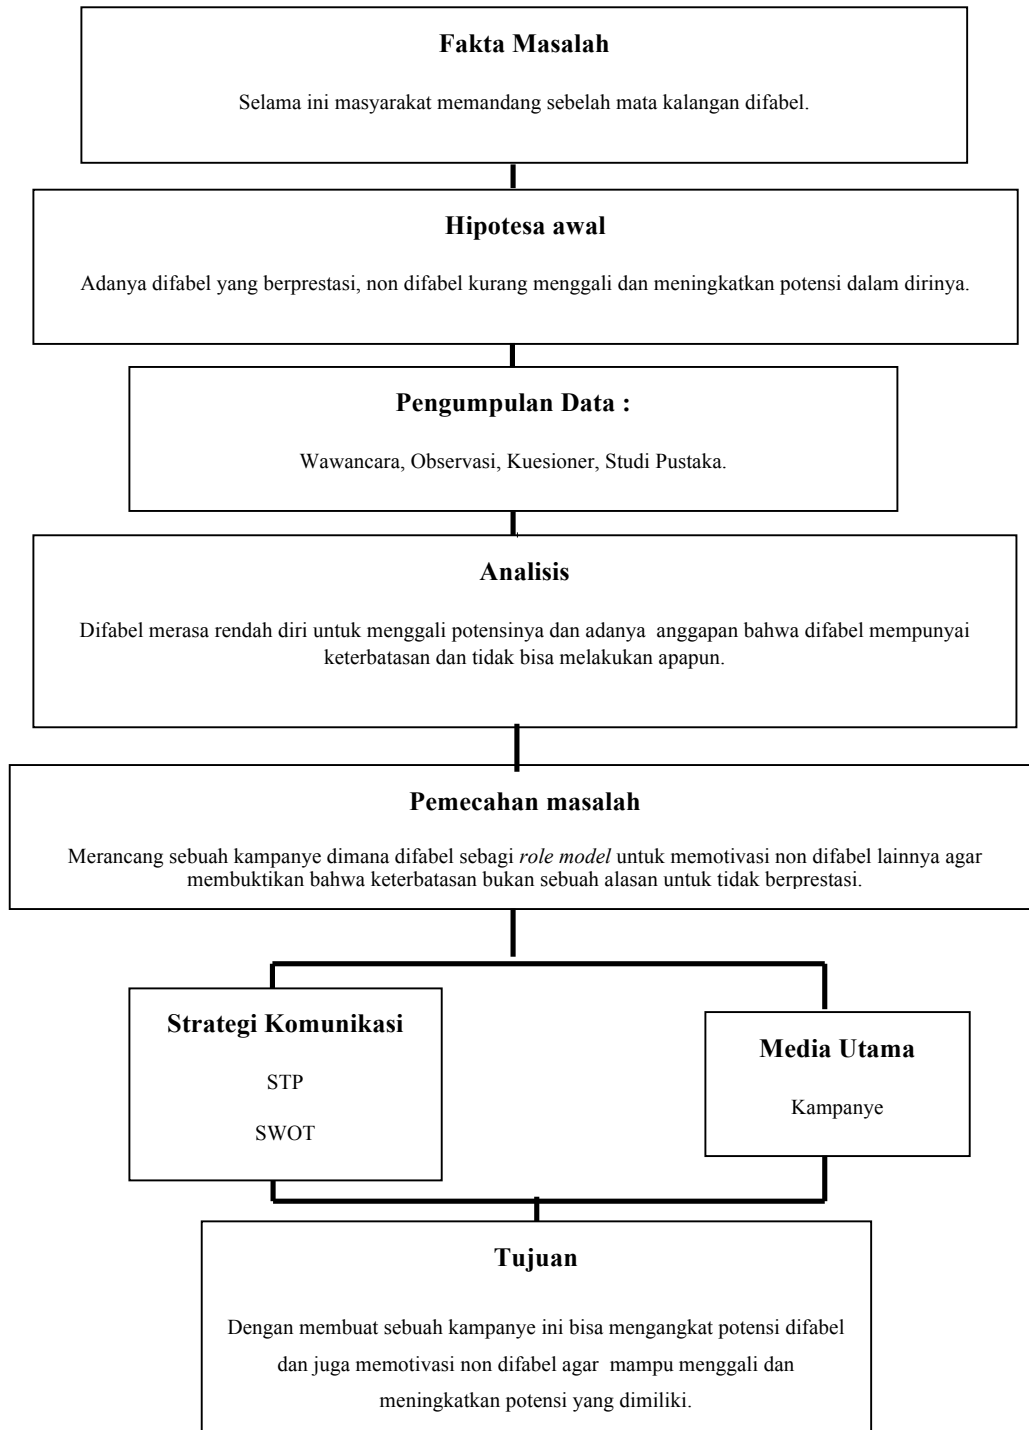 Fakta Masalah
Selama ini masyarakat memandang sebelah mata kalangan difabel.
Hipotesa awal
Adanya difabel yang berprestasi, non difabel kurang menggali dan meningkatkan potensi dalam dirinya.
Pengumpulan Data :
Wawancara, Observasi, Kuesioner, Studi Pustaka.
Analisis
Difabel merasa rendah diri untuk menggali potensinya dan adanya  anggapan bahwa difabel mempunyai
keterbatasan dan tidak bisa melakukan apapun.
Pemecahan masalah
Merancang sebuah kampanye dimana difabel sebagi role model untuk memotivasi non difabel lainnya agar
membuktikan bahwa keterbatasan bukan sebuah alasan untuk tidak berprestasi.
Strategi Komunikasi
STP
SWOT
Media Utama
Kampanye
Tujuan
Dengan membuat sebuah kampanye ini bisa mengangkat potensi difabel
dan juga memotivasi non difabel agar  mampu menggali dan
meningkatkan potensi yang dimiliki.